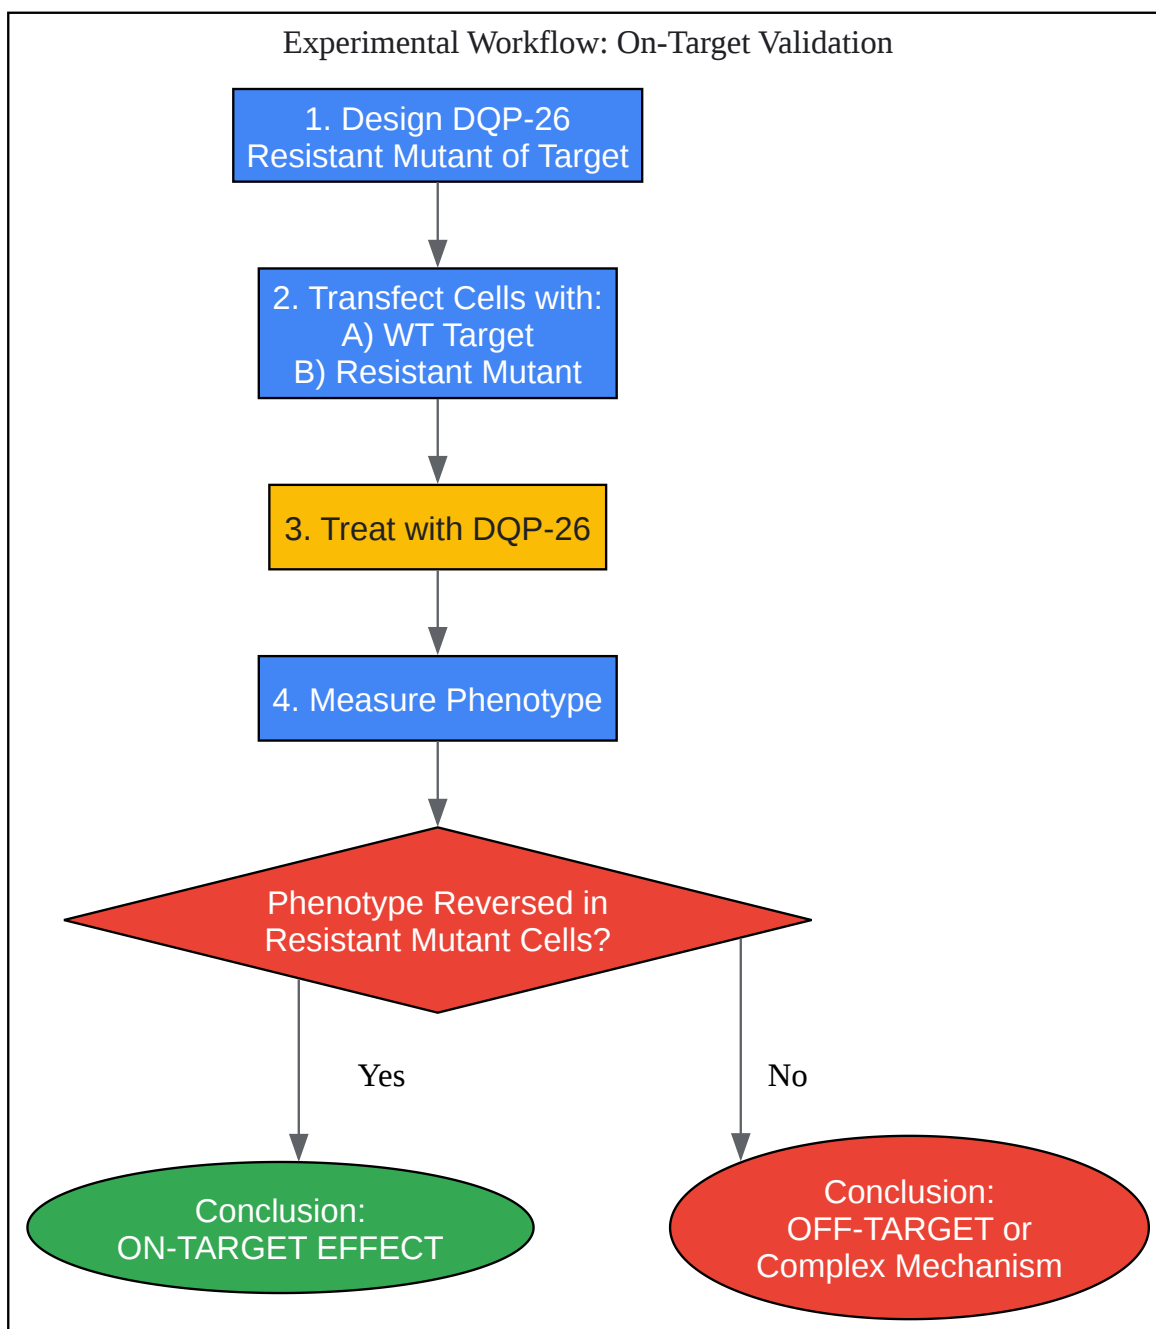 Experimental Workflow: On-Target Validation
1. Design DQP-26
Resistant Mutant of Target
2. Transfect Cells with:
A) WT Target
B) Resistant Mutant
3. Treat with DQP-26
4. Measure Phenotype
Phenotype Reversed in
Resistant Mutant Cells?
Yes
No
Conclusion:
ON-TARGET EFFECT
Conclusion:
OFF-TARGET or
Complex Mechanism